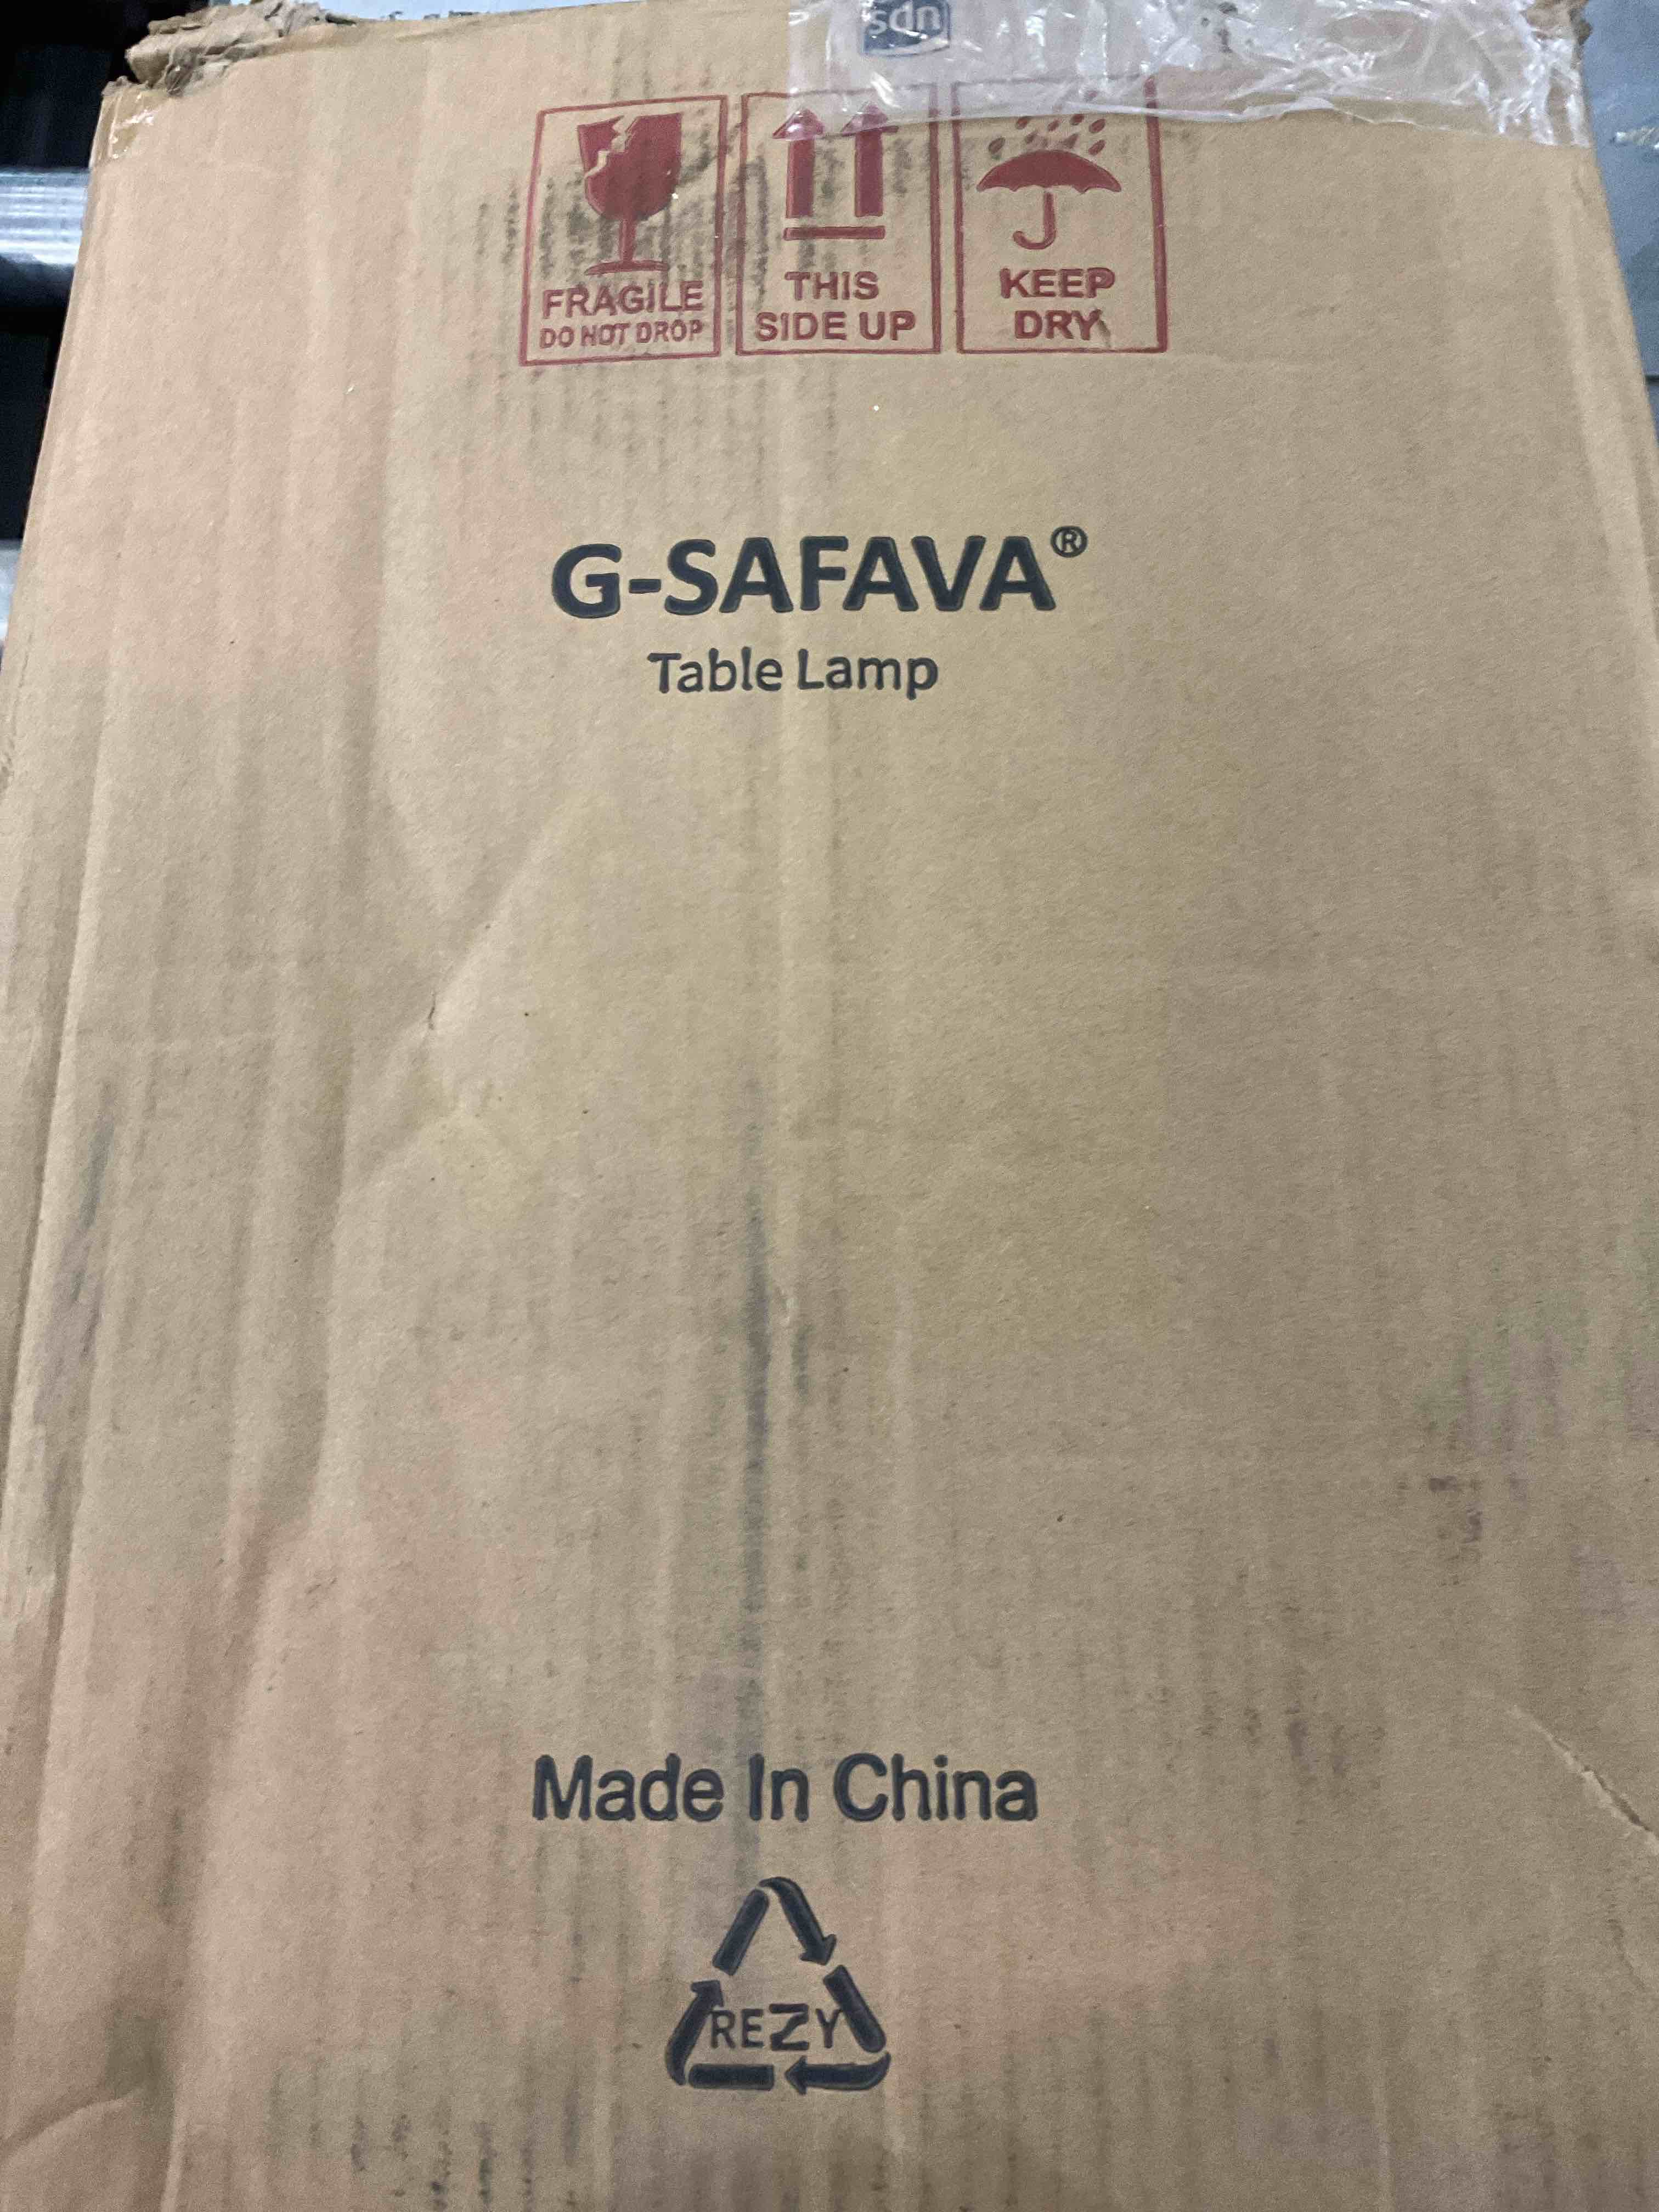 sdn
FRAGILE
DO NOT DROP
THIS
SIDE UP
KEEP
DRY
G-SAFAVA®
Table Lamp
Made In China
REZY